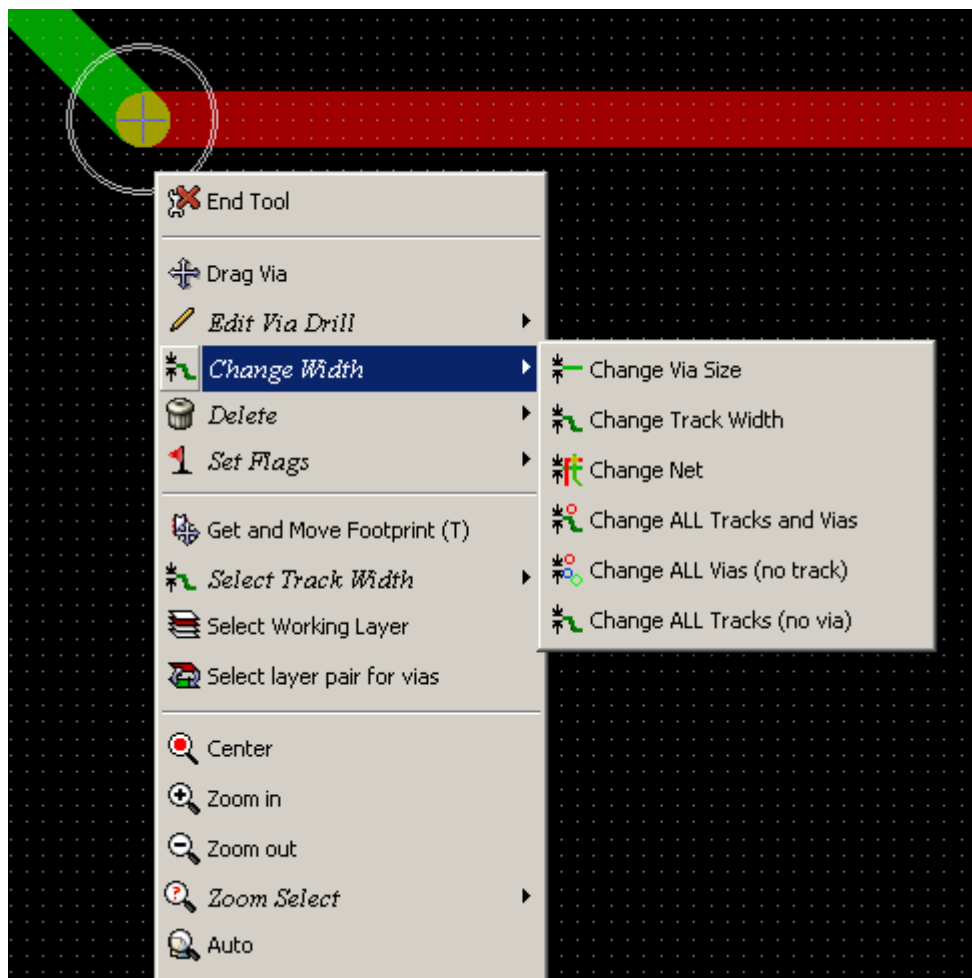 End Tool
Drag Via
Edit Via Drill
Change Width
Delete
Set Flags
Get and Move Footprint (T)
Select Track Width
Select Working Layer
Select layer pair for vias
Center
Zoom in
Zoom out
Zoom Select
Auto
Change Via Size
Change Track Width
Change Net
Change ALL Tracks and Vias
Change ALL Vias (no track)
Change ALL Tracks (no via)